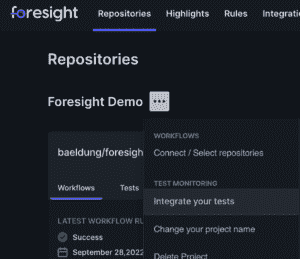 foresight
Repositories Highlights Rules Integrati
Repositories
Foresight Demo ...
WORKFLOWS
Connect / Select repositories
baeldung/foresigh
TEST MONITORING
Workflows Tests
Integrate your tests
Change your project name
LATEST WORKFLOW RU
Success
September 28,2022
Delete Project